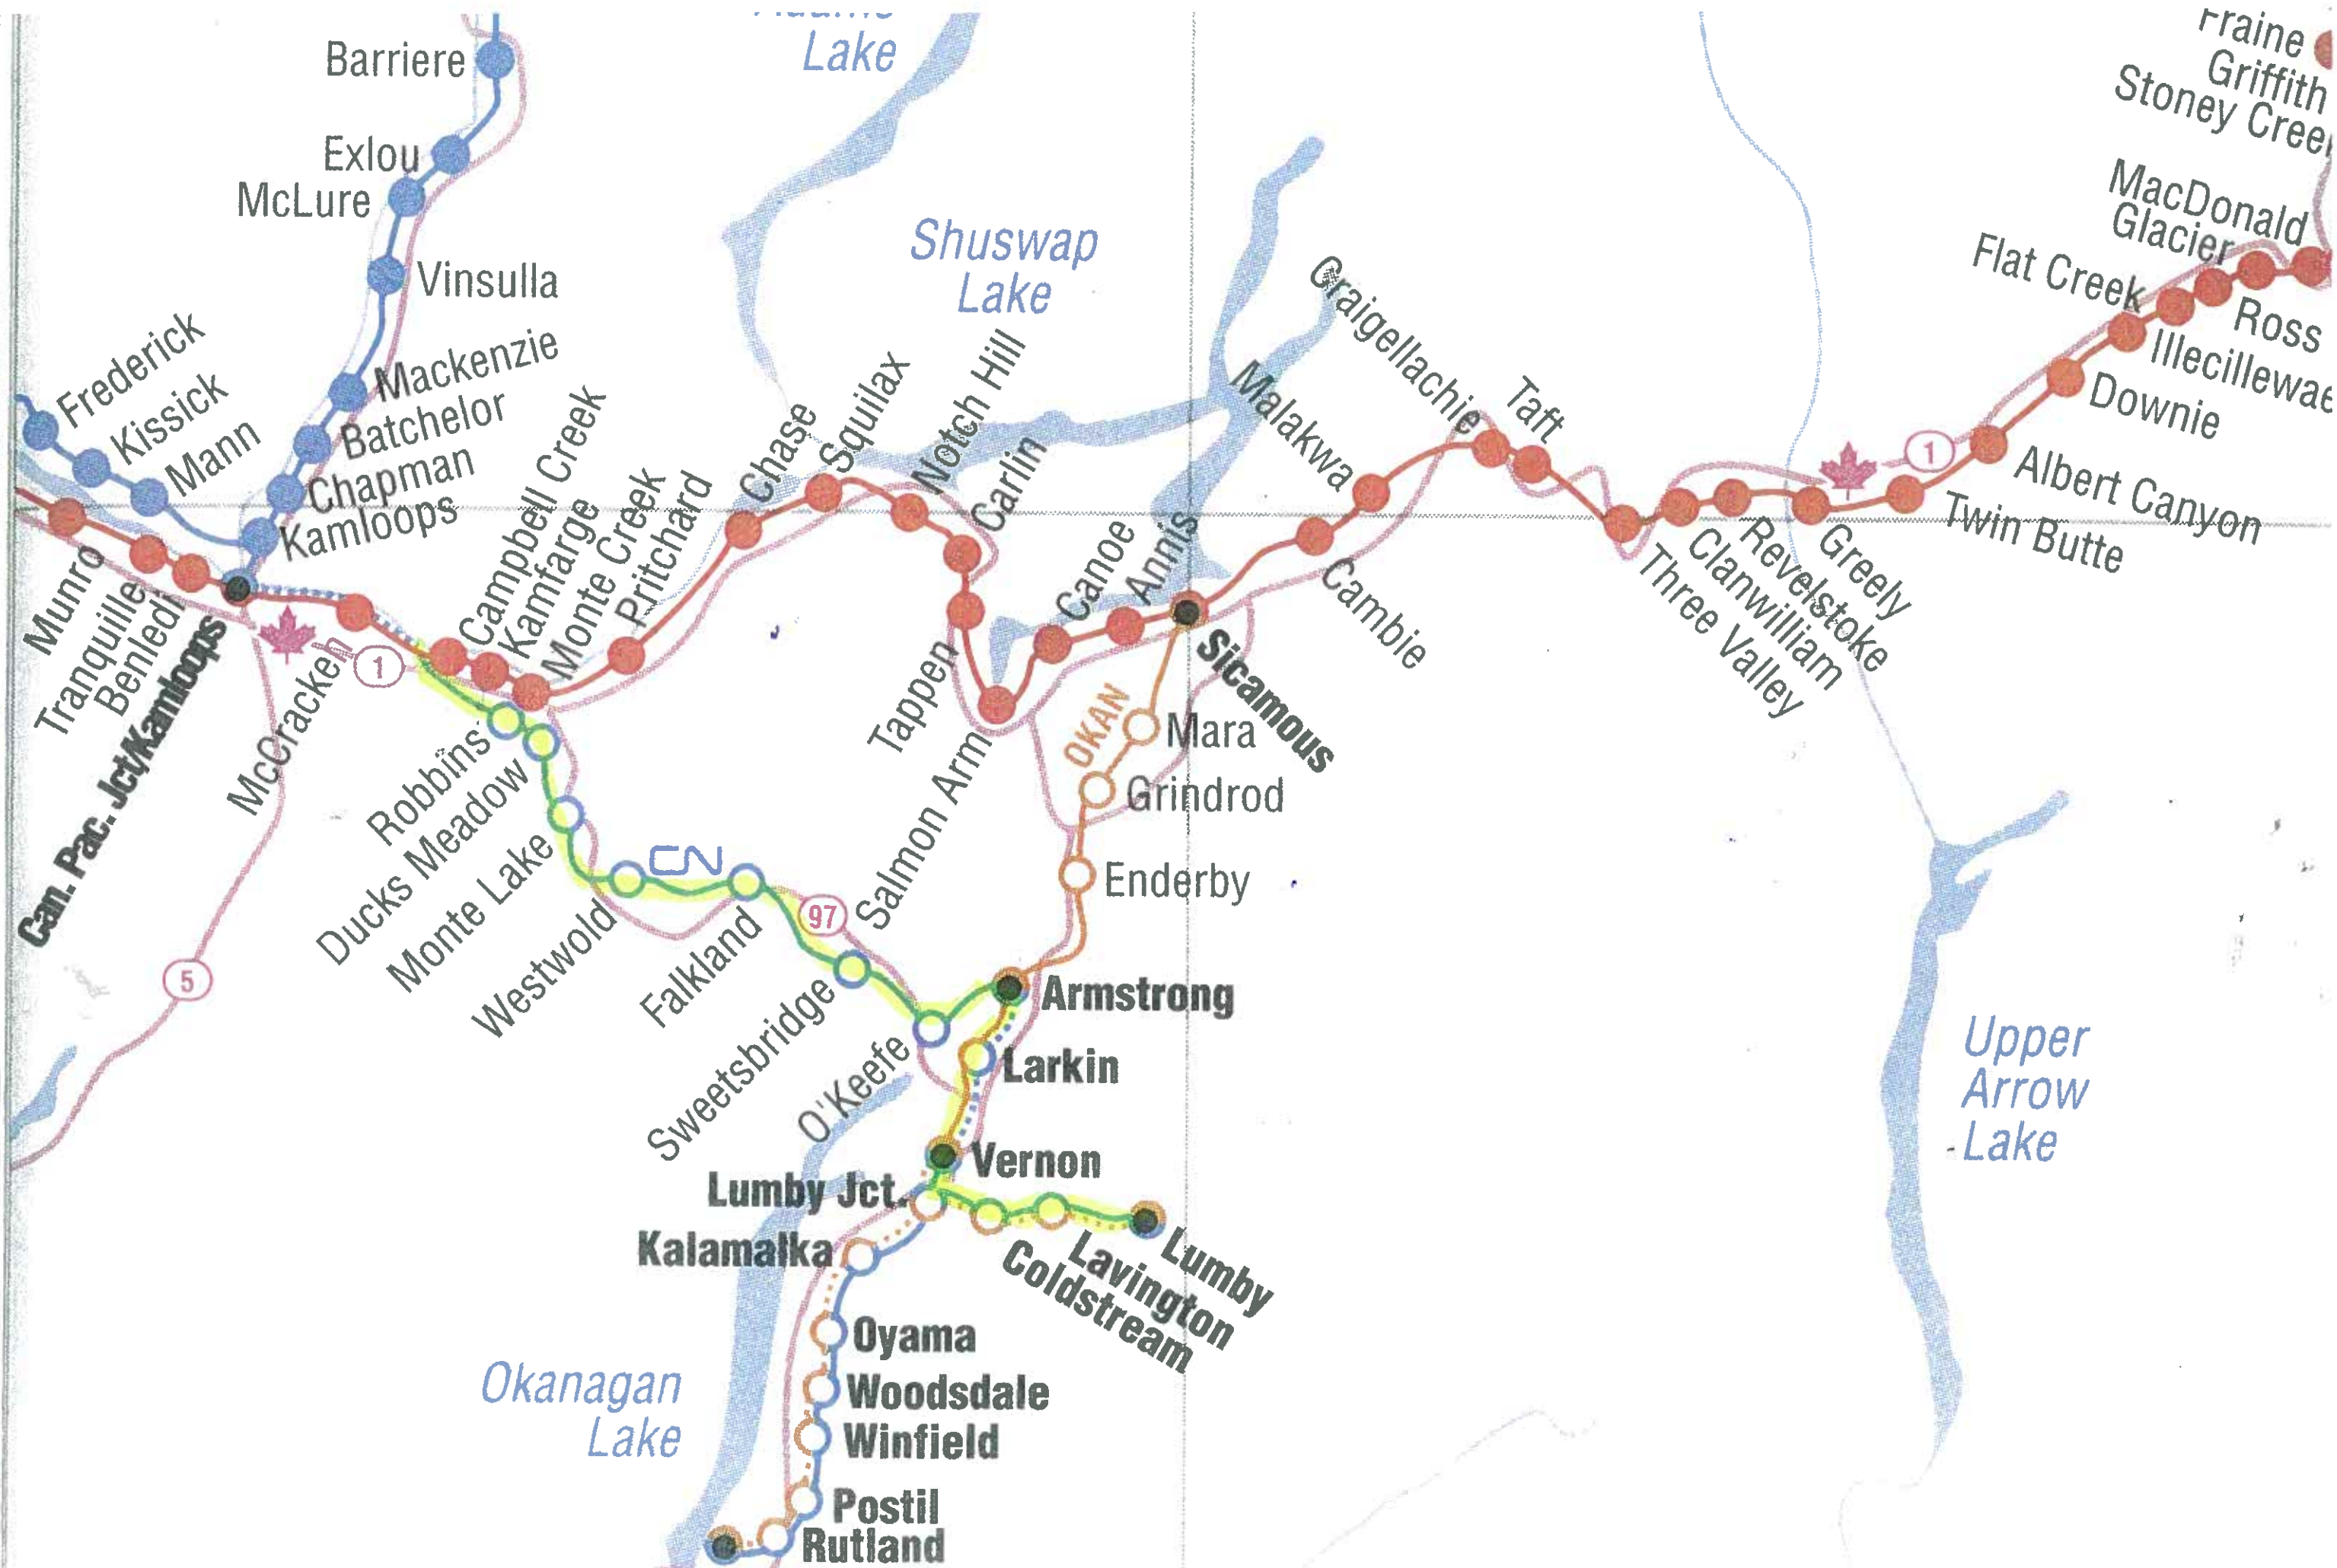 Lake
Barriere
Exlou
McLure
Vinsulla
Mackenzie
Batchelor
Chapman
Kamloops
Frederick
Kissick
Mann
Munro
Tranquille
Benledi
Can. Pac. Jct/Kamloops
McCracken
1
5
Campbell Creek
Kamfarge
Monte Creek
Pritchard
Chase
Squilax
Notch Hill
Carlin
Tappen
Salmon Arm
Canoe
Annis
Sicamous
Shuswap
Lake
Cambie
Malakwa
Craigellachie
Taft
Three Valley
Clanwilliam
Revelstoke
Greely
1
Twin Butte
Albert Canyon
Downie
Illecillewae
Flat Creek
Ross
Glacier
MacDonald
Stoney Cree
Griffith
Fraine
OKAN
Mara
Grindrod
Enderby
Armstrong
Larkin
Vernon
Robbins
Ducks Meadow
Monte Lake
Westwold
CN
Falkland
97
Sweetsbridge
O'Keefe
Lumby Jct.
Kalamalka
Coldstream
Lavington
Lumby
Oyama
Woodsdale
Winfield
Postil
Rutland
Okanagan
Lake
Upper
Arrow
Lake